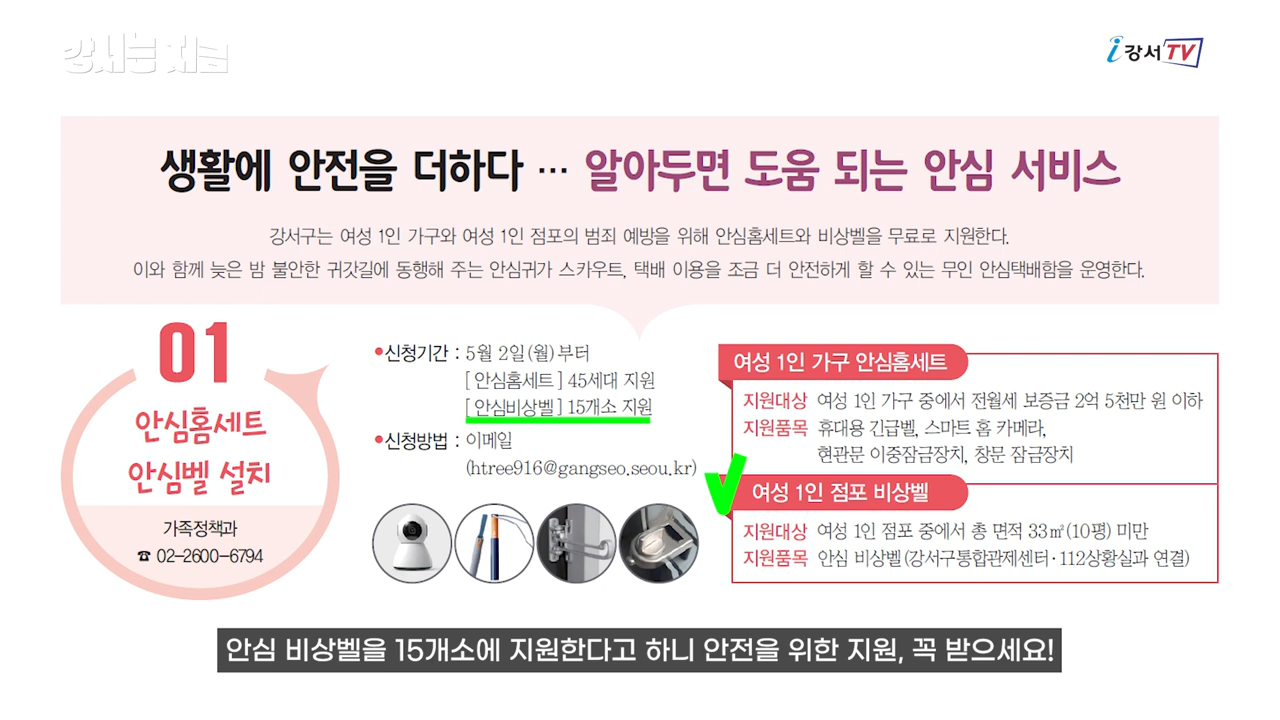 강서는 지금
i강서TV
생활에 안전을 더하다 … 알아두면 도움 되는 안심 서비스
강서구는 여성 1인 가구와 여성 1인 점포의 범죄 예방을 위해 안심홈세트와 비상벨을 무료로 지원한다.
이와 함께 늦은 밤 불안한 귀갓길에 동행해 주는 안심귀가 스카우트, 택배 이용을 조금 더 안전하게 할 수 있는 무인 안심택배함을 운영한다.
01
안심홈세트
안심벨 설치
가족정책과
☎ 02-2600-6794
•신청기간 : 5월 2일(월)부터
[ 안심홈세트 ] 45세대 지원
[ 안심비상벨 ] 15개소 지원
•신청방법 : 이메일
(htree916@gangseo.seou.kr)
여성 1인 가구 안심홈세트
지원대상 여성 1인 가구 중에서 전월세 보증금 2억 5천만 원 이하
지원품목 휴대용 긴급벨, 스마트 홈 카메라,
현관문 이중잠금장치, 창문 잠금장치
여성 1인 점포 비상벨
지원대상 여성 1인 점포 중에서 총 면적 33㎡(10평) 미만
지원품목 안심 비상벨(강서구통합관제센터·112상황실과 연결)
안심 비상벨을 15개소에 지원한다고 하니 안전을 위한 지원, 꼭 받으세요!